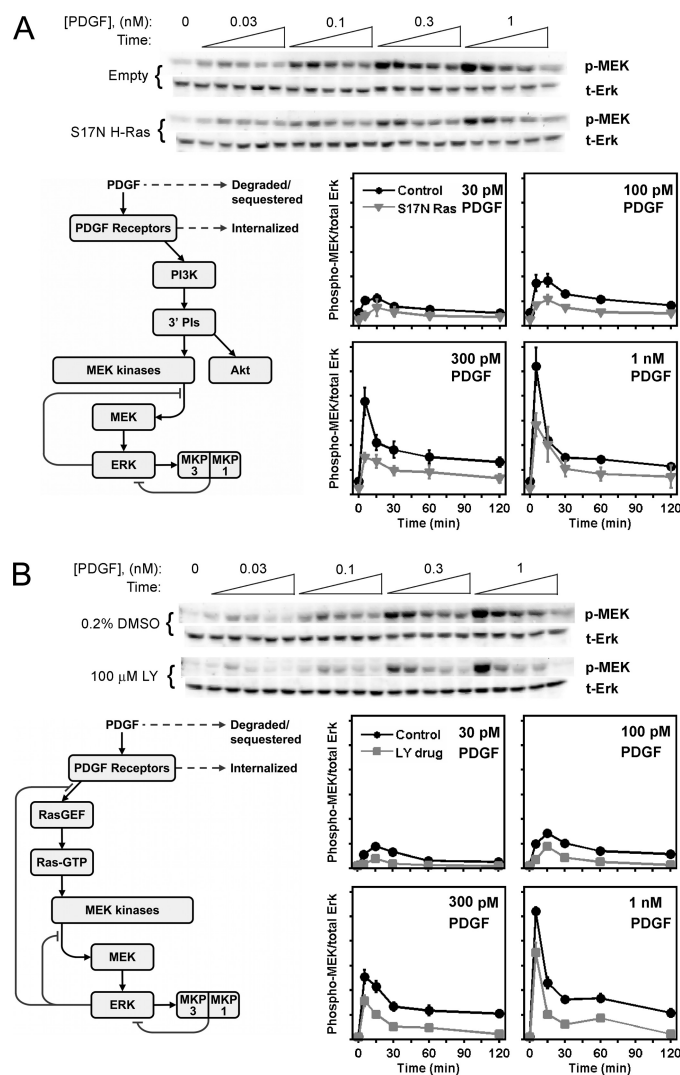 A
[PDGF], (nM): 0 0.03 0.1 0.3 1
Time:
Empty { p-MEK
t-Erk
S17N H-Ras { p-MEK
t-Erk
PDGF Degraded/
sequestered
PDGF Receptors Internalized
PI3K
3' PIs
MEK kinases Akt
MEK
ERK MKP 3 MKP 1
Phospho-MEK/total Erk
Control 30 pM
S17N Ras PDGF
100 pM
PDGF
Phospho-MEK/total Erk
300 pM
PDGF
1 nM
PDGF
0 30 60 90 120 0 30 60 90 120
Time (min) Time (min)
B
[PDGF], (nM): 0 0.03 0.1 0.3 1
Time:
0.2% DMSO { p-MEK
t-Erk
100 μM LY { p-MEK
t-Erk
PDGF Degraded/
sequestered
PDGF Receptors Internalized
RasGEF
Ras-GTP
MEK kinases
MEK
ERK MKP 3 MKP 1
Phospho-MEK/total Erk
Control 30 pM
LY drug PDGF
100 pM
PDGF
Phospho-MEK/total Erk
300 pM
PDGF
1 nM
PDGF
0 30 60 90 120 0 30 60 90 120
Time (min) Time (min)